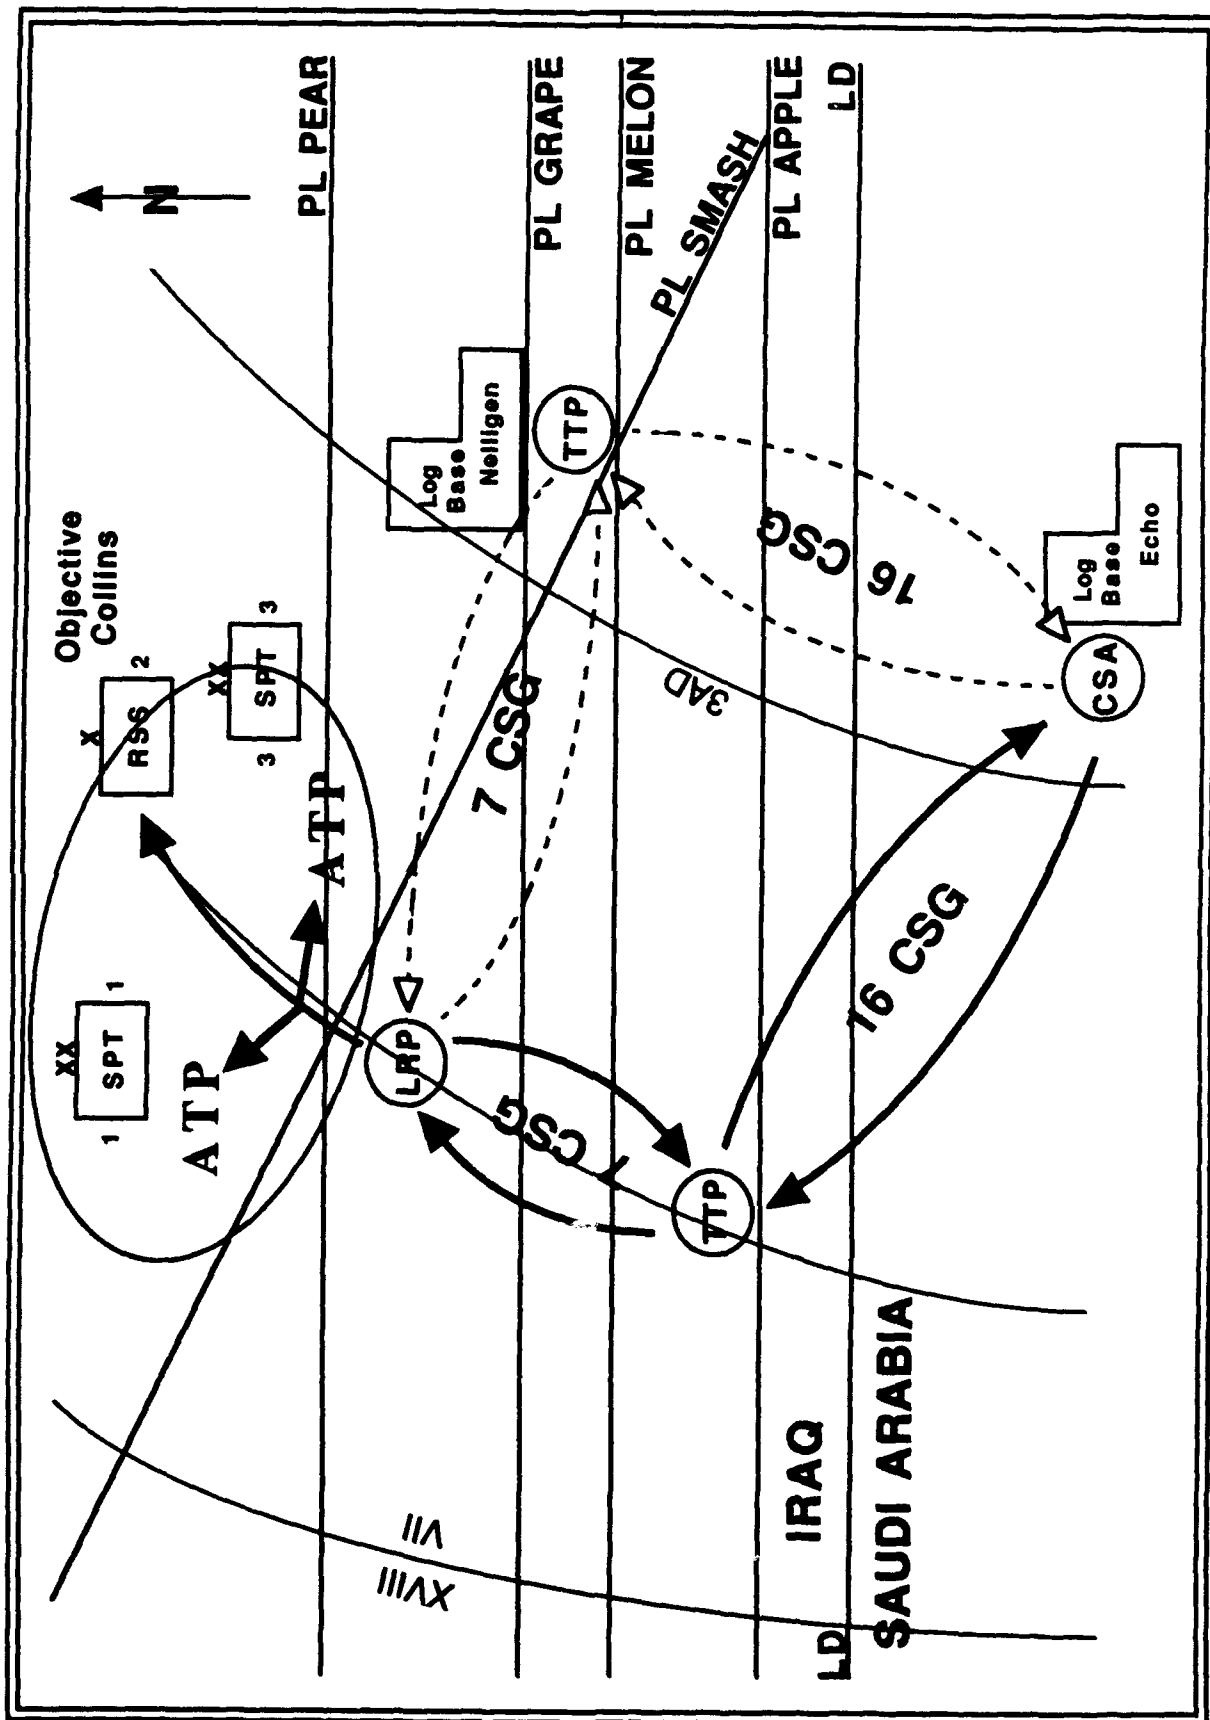 N
PL PEAR
PL GRAPE
PL MELON
PL SMASH
PL APPLE
LD
Objective
Collins
X
RSG
2
XX
3
SPT
3
XX
1
SPT
1
ATP
ATP
Log
Base
Nelligen
TTP
LRP
7 CSG
7 CSG
TTP
3AD
16 CSG
16 CSG
Log
Base
Echo
CSA
VII
XVIII
IRAQ
LD
SAUDI ARABIA